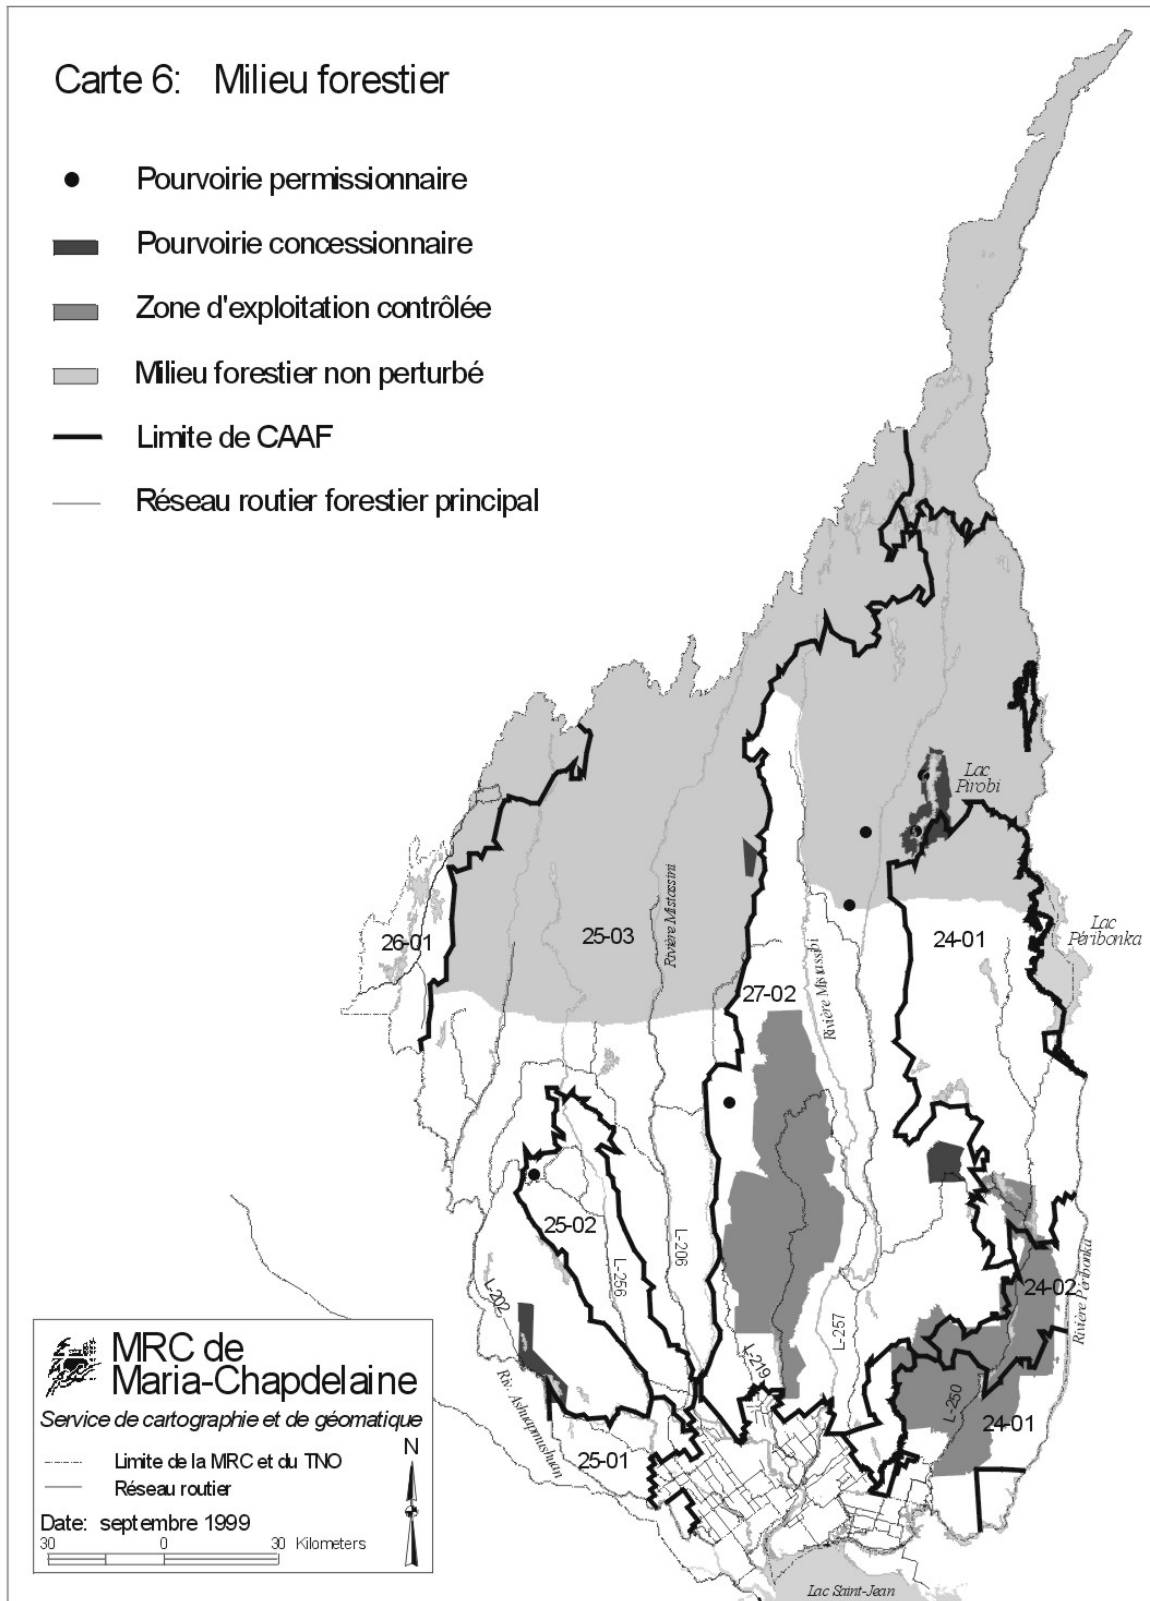 Carte 6: Milieu forestier
Pourvoirie permissionnaire
Pourvoirie concessionnaire
Zone d'exploitation contrôlée
Milieu forestier non perturbé
Limite de CAAF
Réseau routier forestier principal
Lac
Pirobi
Rivière Mistassini
Lac
Péribonka
26-01
25-03
24-01
27-02
Rivière Mistassibi
25-02
L-206
L-256
L-202
24-02
Rivière Péribonka
L-257
L-219
L-250
24-01
Riv. Ashuapmushuan
25-01
Lac Saint-Jean
MRC de
Maria-Chapdelaine
Service de cartographie et de géomatique
N
Limite de la MRC et du TNO
Réseau routier
Date: septembre 1999
30 0 30 Kilometers